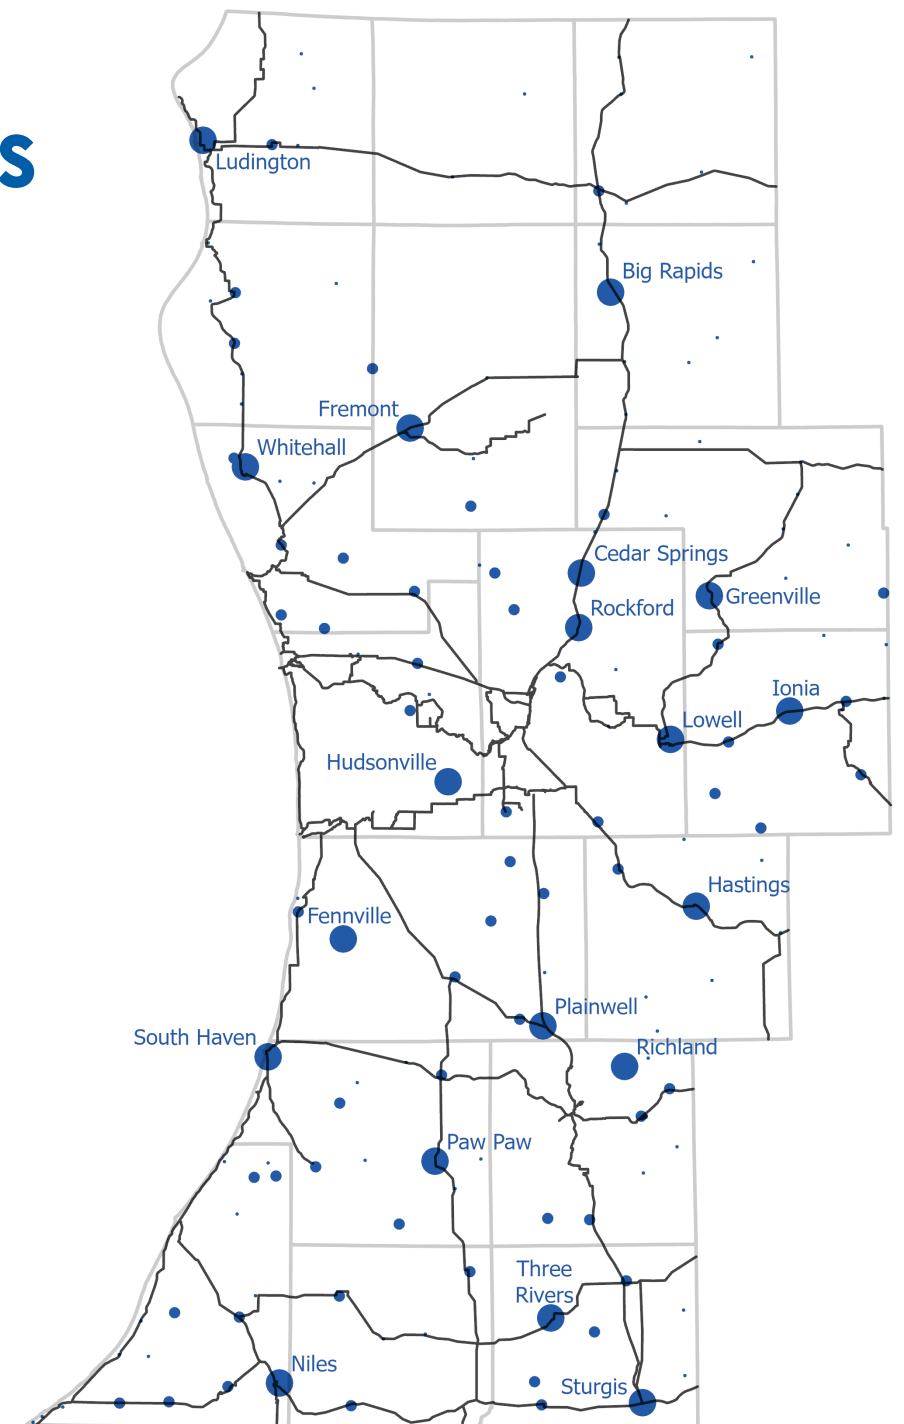 s
Ludington
Big Rapids
Fremont
Whitehall
Cedar Springs
Greenville
Rockford
Ionia
Lowell
Hudsonville
Hastings
Fennville
Plainwell
South Haven
Richland
Paw Paw
Three
Rivers
Niles
Sturgis